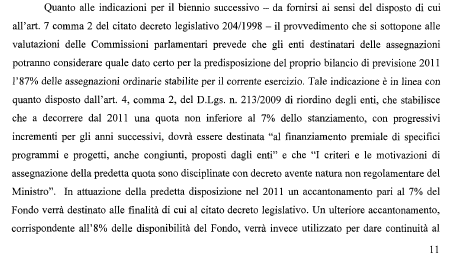 Quanto alle indicazioni per il biennio successivo – da fornirsi ai sensi del disposto di cui
all'art. 7 comma 2 del citato decreto legislativo 204/1998 – il provvedimento che si sottopone alle
valutazioni delle Commissioni parlamentari prevede che gli enti destinatari delle assegnazioni
potranno considerare quale dato certo per la predisposizione del proprio bilancio di previsione 2011
l'87% delle assegnazioni ordinarie stabilite per il corrente esercizio. Tale indicazione è in linea con
quanto disposto dall'art. 4, comma 2, del D.Lgs. n. 213/2009 di riordino degli enti, che stabilisce
che a decorrere dal 2011 una quota non inferiore al 7% dello stanziamento, con progressivi
incrementi per gli anni successivi, dovrà essere destinata "al finanziamento premiale di specifici
programmi e progetti, anche congiunti, proposti dagli enti" e che "I criteri e le motivazioni di
assegnazione della predetta quota sono disciplinate con decreto avente natura non regolamentare del
Ministro". In attuazione della predetta disposizione nel 2011 un accantonamento pari al 7% del
Fondo verrà destinato alle finalità di cui al citato decreto legislativo. Un ulteriore accantonamento,
corrispondente all'8% delle disponibilità del Fondo, verrà invece utilizzato per dare continuità al
11